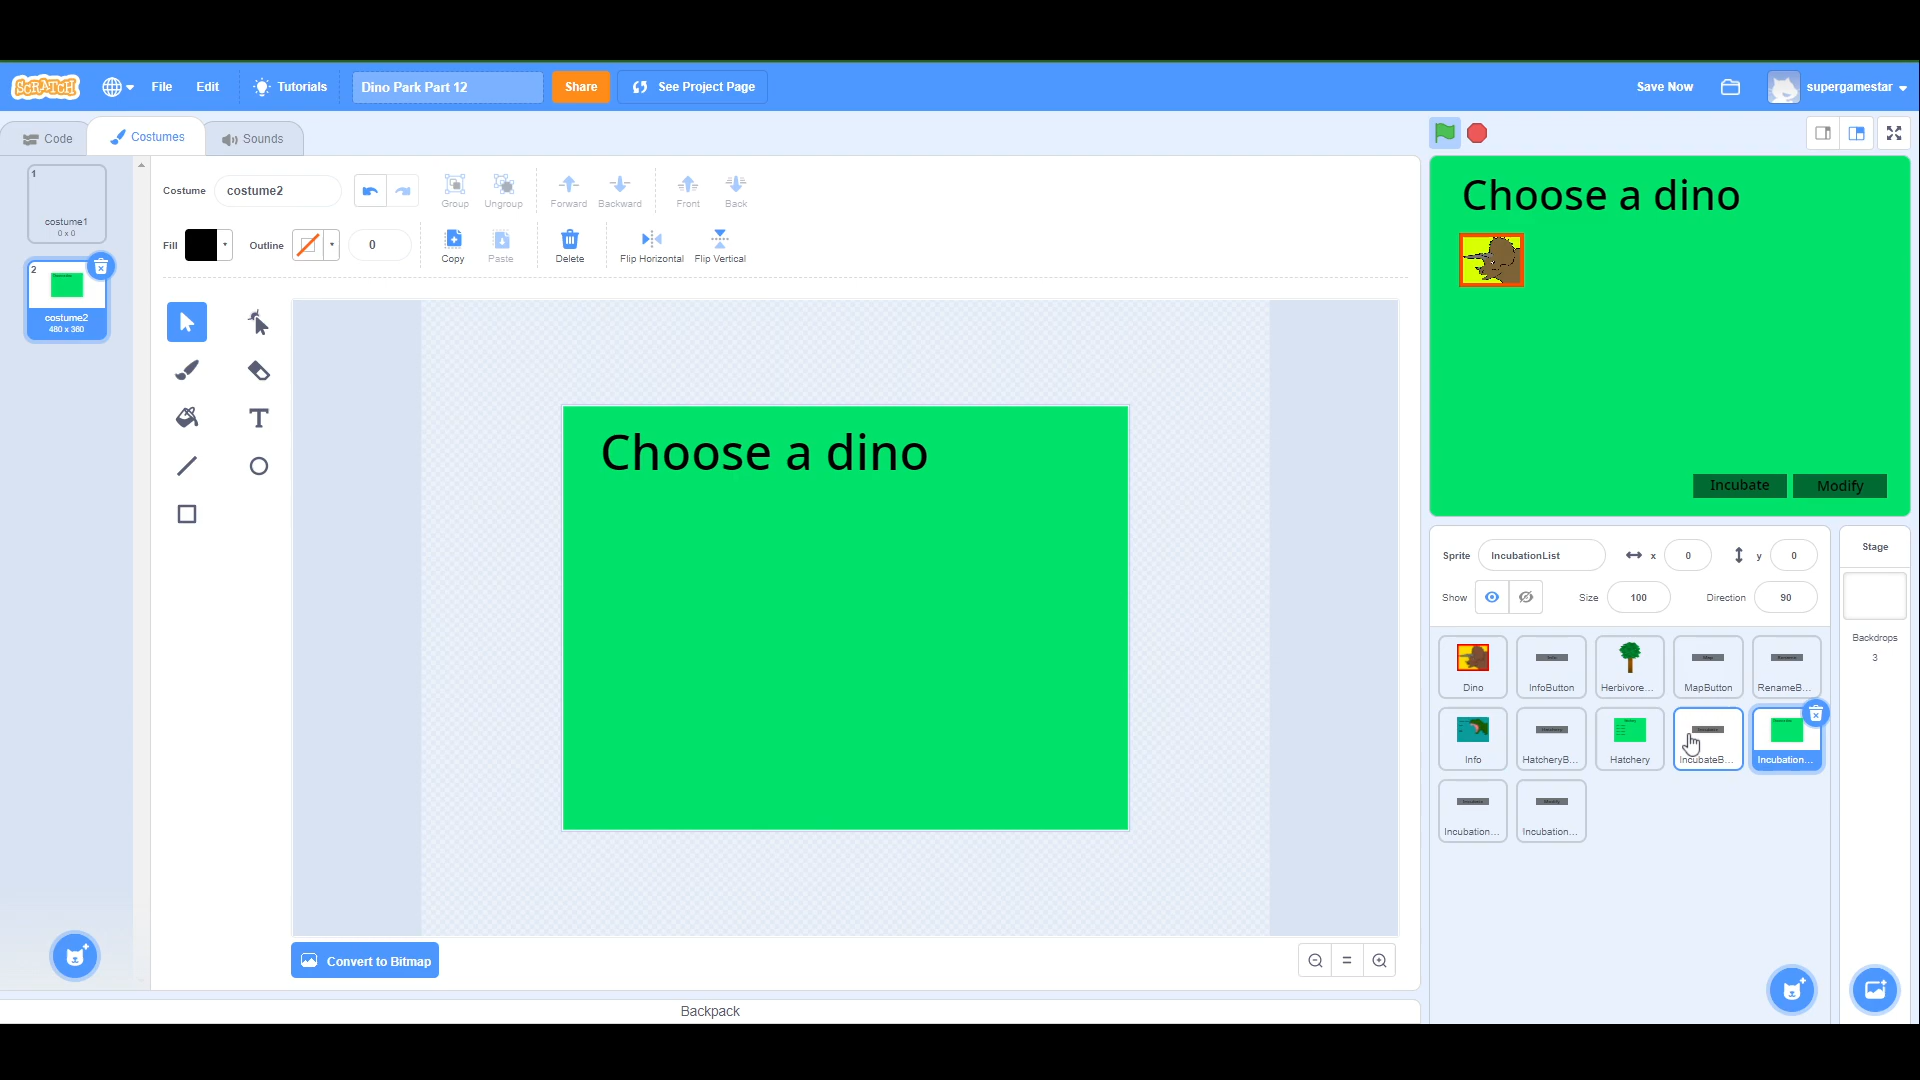 SCRATCH File Edit Tutorials Dino Park Part 12 Share See Project Page Save Now supergamestar
Code Costumes Sounds
1
costume1
0 x 0
2
costume2
480 x 360
Costume costume2 Group Ungroup Forward Backward Front Back
Fill Outline 0 Copy Paste Delete Flip Horizontal Flip Vertical
Choose a dino
Convert to Bitmap
Backpack
Choose a dino
Incubate Modify
Sprite IncubationList x 0 y 0
Show Size 100 Direction 90
Stage
Backdrops
3
Dino InfoButton Herbivore... MapButton RenameB...
Info HatcheryB... Hatchery IncubateB... Incubation...
Incubation... Incubation...